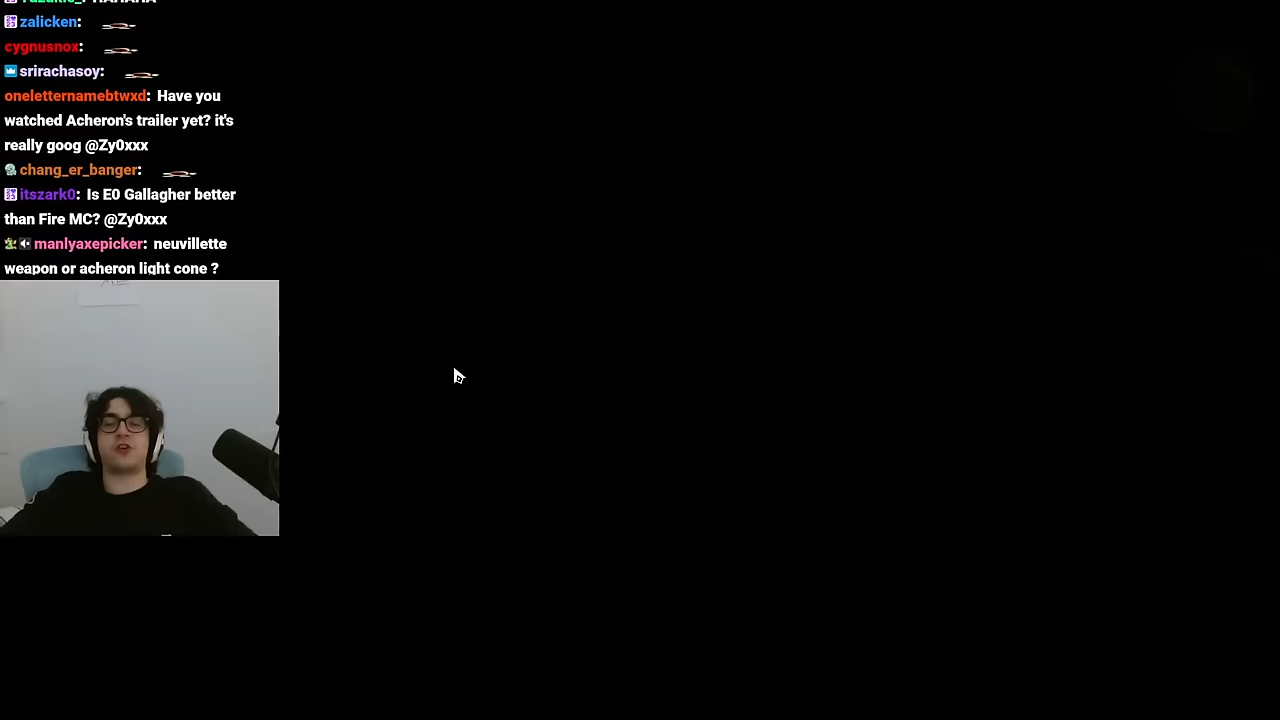 zalicken:
cygnusnox:
srirachasoy:
oneletternamebtwxd: Have you
watched Acheron's trailer yet? it's
really goog @Zy0xxx
chang_er_banger:
itszark0: Is E0 Gallagher better
than Fire MC? @Zy0xxx
manlyaxepicker: neuvillette
weapon or acheron light cone ?
ME